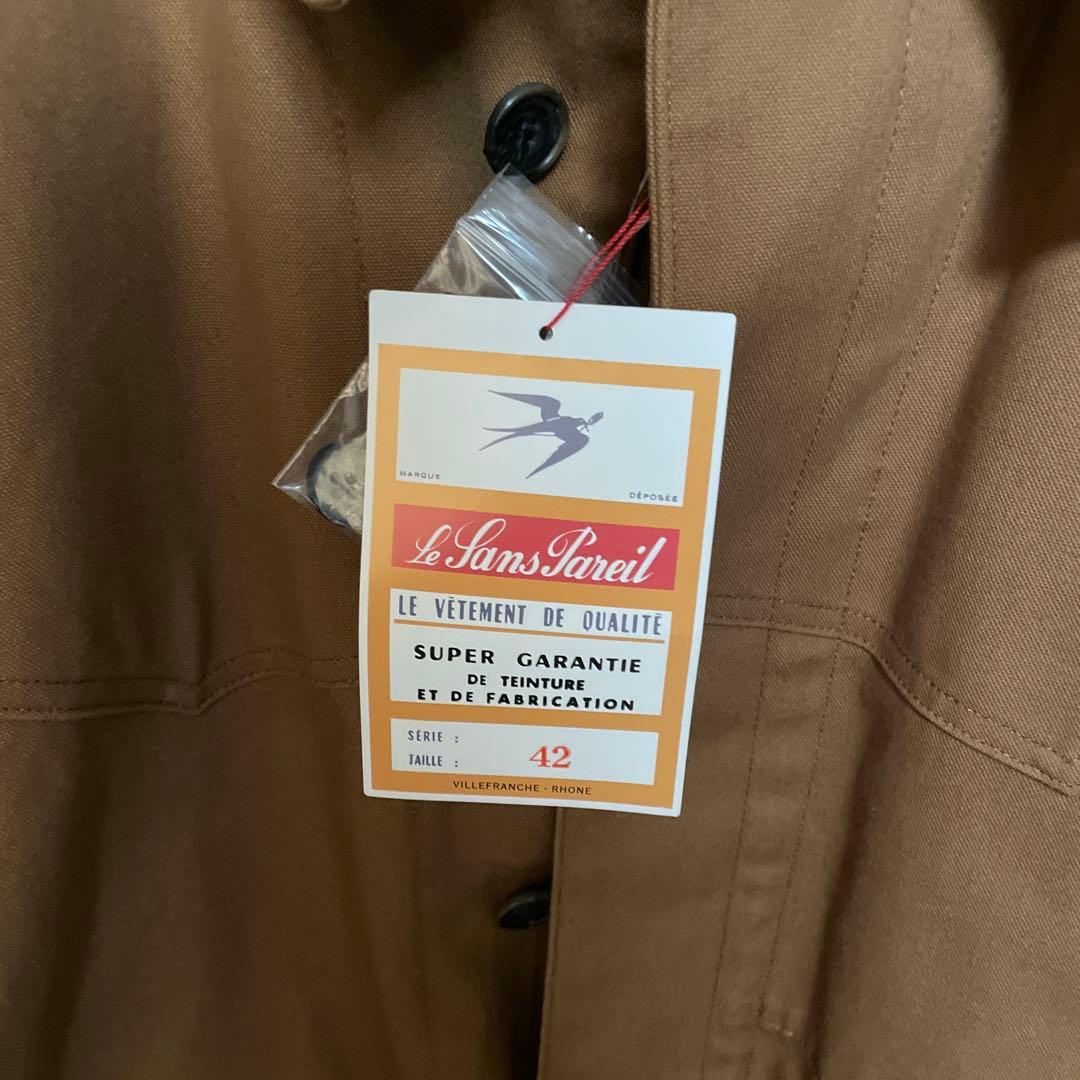 MARQUE
DÉPOSÉE
Le Sans Pareil
LE VÊTEMENT DE QUALITÉ
SUPER GARANTIE
DE TEINTURE
ET DE FABRICATION
SÉRIE :
TAILLE : 42
VILLEFRANCHE · RHONE